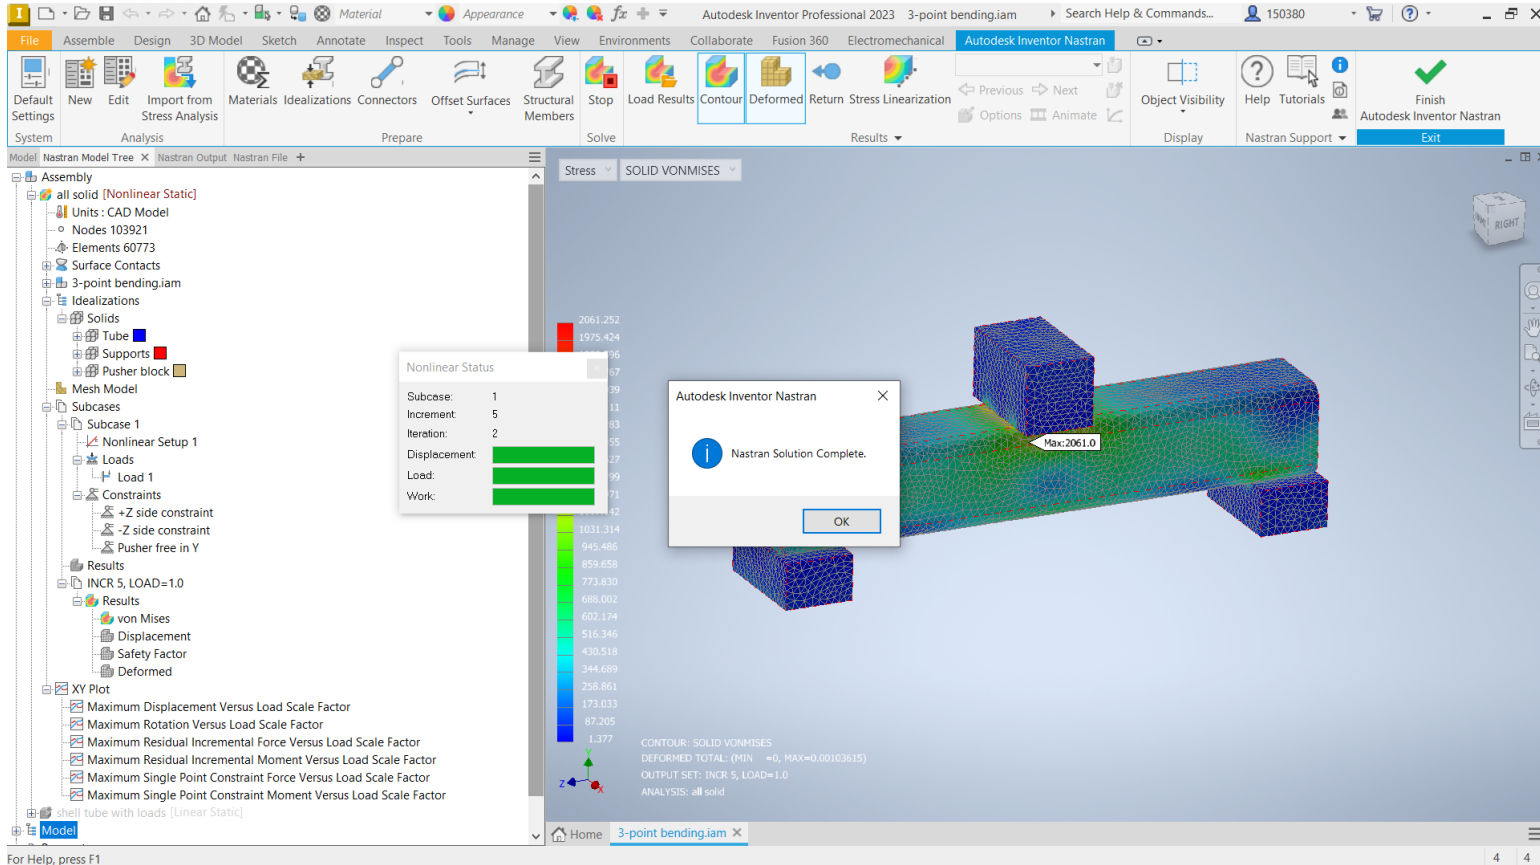 I Material Appearance fx Autodesk Inventor Professional 2023 3-point bending.iam Search Help & Commands... 150380
File Assemble Design 3D Model Sketch Annotate Inspect Tools Manage View Environments Collaborate Fusion 360 Electromechanical Autodesk Inventor Nastran
Default Settings New Edit Import from Stress Analysis Materials Idealizations Connectors Offset Surfaces Structural Members Stop Load Results Contour Deformed Return Stress Linearization Previous Next Options Animate Object Visibility Help Tutorials Finish Autodesk Inventor Nastran
System Analysis Prepare Solve Results Display Nastran Support Exit
Model Nastran Model Tree Nastran Output Nastran File
Assembly
all solid [Nonlinear Static]
Units : CAD Model
Nodes 103921
Elements 60773
Surface Contacts
3-point bending.iam
Idealizations
Solids
Tube
Supports
Pusher block
Mesh Model
Subcases
Subcase 1
Nonlinear Setup 1
Loads
Load 1
Constraints
+Z side constraint
-Z side constraint
Pusher free in Y
Results
INCR 5, LOAD=1.0
Results
von Mises
Displacement
Safety Factor
Deformed
XY Plot
Maximum Displacement Versus Load Scale Factor
Maximum Rotation Versus Load Scale Factor
Maximum Residual Incremental Force Versus Load Scale Factor
Maximum Residual Incremental Moment Versus Load Scale Factor
Maximum Single Point Constraint Force Versus Load Scale Factor
Maximum Single Point Constraint Moment Versus Load Scale Factor
shell tube with loads [Linear Static]
Model
Stress SOLID VONMISES
RIGHT
Nonlinear Status
Subcase: 1
Increment: 5
Iteration: 2
Displacement:
Load:
Work:
Autodesk Inventor Nastran
Nastran Solution Complete.
OK
Max:2061.0
2061.252
1975.424
1031.314
945.486
859.658
773.830
688.002
602.174
516.346
430.518
344.689
258.861
173.033
87.205
1.377
Y
Z
X
CONTOUR: SOLID VONMISES
DEFORMED TOTAL: (MIN =0, MAX=0.00103615)
OUTPUT SET: INCR 5, LOAD=1.0
ANALYSIS: all solid
Home 3-point bending.iam
For Help, press F1
4 4